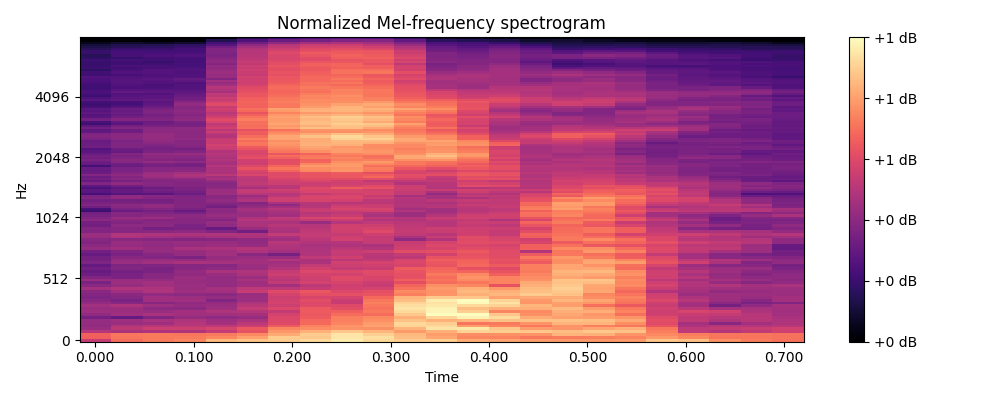 Normalized Mel-frequency spectrogram
Hz
4096
2048
1024
512
0
0.000 0.100 0.200 0.300 0.400 0.500 0.600 0.700
Time
+1 dB
+1 dB
+1 dB
+0 dB
+0 dB
+0 dB